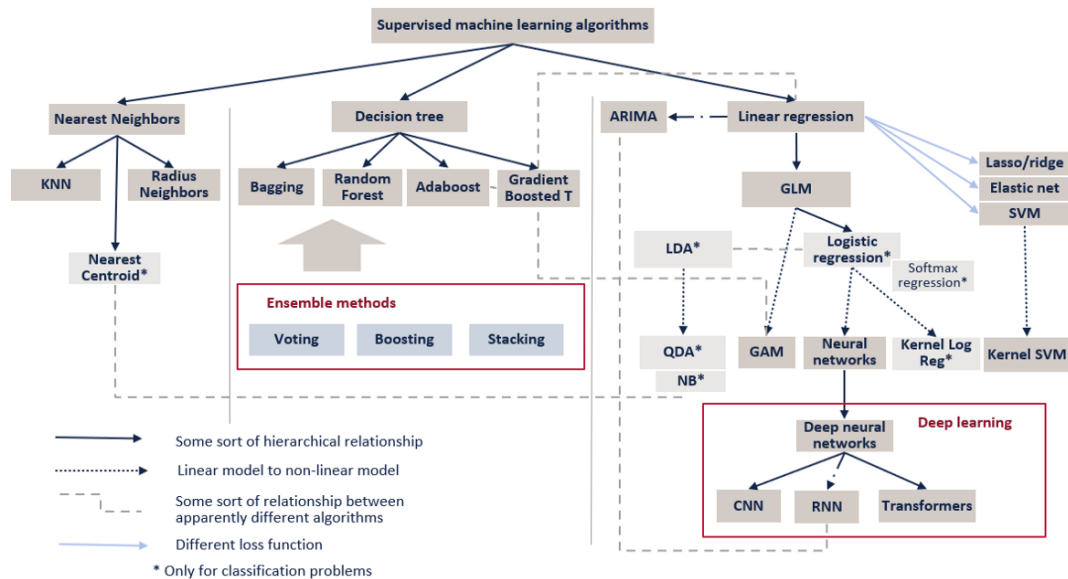 Supervised machine learning algorithms
Nearest Neighbors
Decision tree
ARIMA
Linear regression
KNN
Radius
Neighbors
Bagging
Random
Forest
Adaboost
Gradient
Boosted T
GLM
Lasso/ridge
Elastic net
SVM
Nearest
Centroid*
LDA*
Logistic
regression*
Softmax
regression*
Ensemble methods
Voting
Boosting
Stacking
QDA*
NB*
GAM
Neural
networks
Kernel Log
Reg*
Kernel SVM
Deep learning
Deep neural
networks
CNN
RNN
Transformers
Some sort of hierarchical relationship
Linear model to non-linear model
Some sort of relationship between
apparently different algorithms
Different loss function
* Only for classification problems